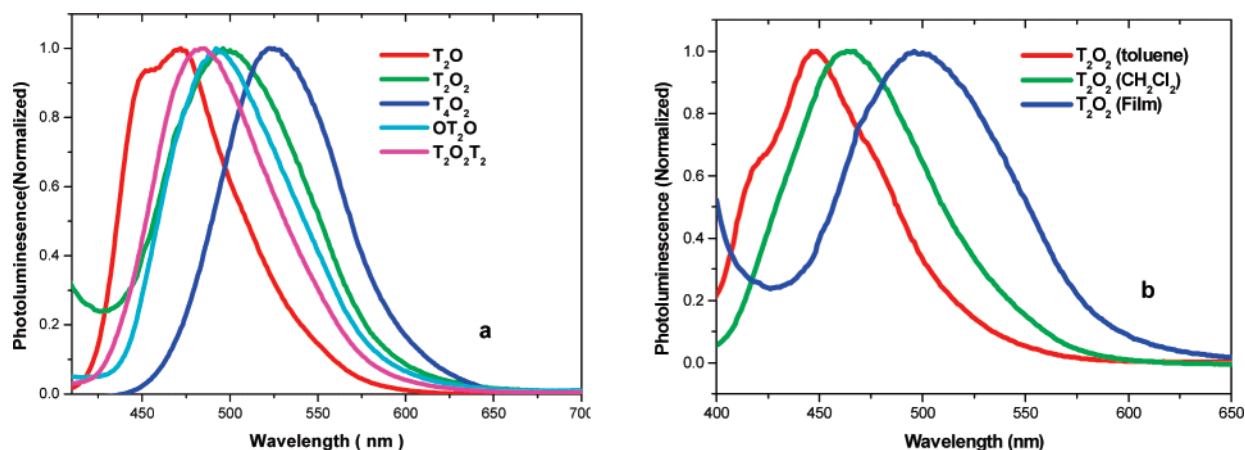 1.0
0.8
0.6
0.4
0.2
0.0
Photoluminesence(Normalized)
T₂O
T₂O₂
T₄O₂
OT₂O
T₂O₂T₂
a
450 500 550 600 650 700
Wavelength ( nm )
1.0
0.8
0.6
0.4
0.2
0.0
Photoluminescence (Normalized)
T₂O₂ (toluene)
T₂O₂ (CH₂Cl₂)
T₂O₂ (Film)
b
400 450 500 550 600 650
Wavelength (nm)